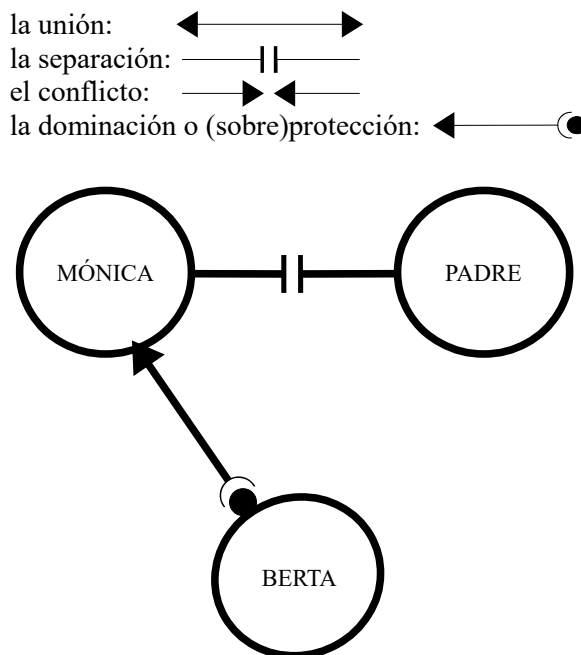 la unión:
la separación:
el conflicto:
la dominación o (sobre)protección:
MÓNICA
PADRE
BERTA